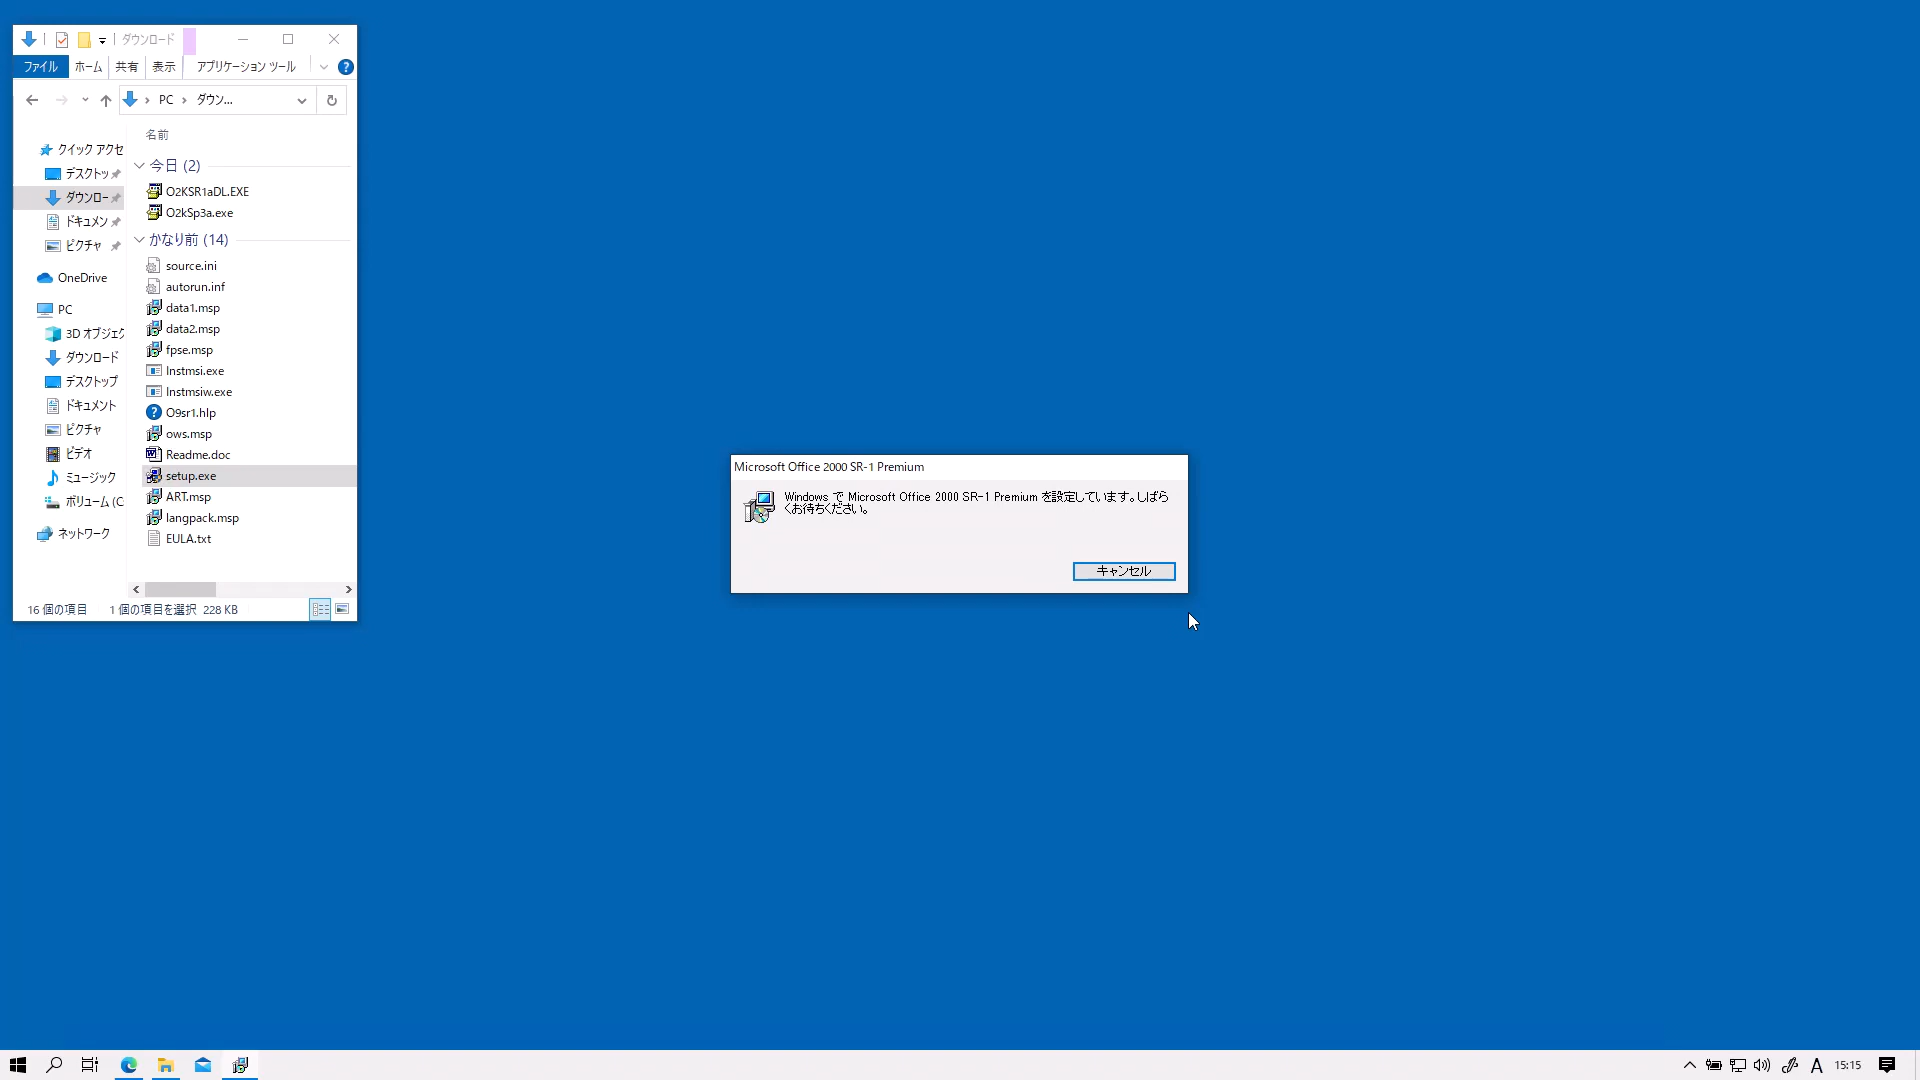 ダウンロード
ファイル ホーム 共有 表示 アプリケーション ツール
PC ダウン...
名前
クイック アクセ
デスクトッ
ダウンロー
ドキュメン
ピクチャ
OneDrive
PC
3D オブジェク
ダウンロード
デスクトップ
ドキュメント
ピクチャ
ビデオ
ミュージック
ボリューム (C
ネットワーク
今日 (2)
O2KSR1aDL.EXE
O2kSp3a.exe
かなり前 (14)
source.ini
autorun.inf
data1.msp
data2.msp
fpse.msp
Instmsi.exe
Instmsiw.exe
O9sr1.hlp
ows.msp
Readme.doc
setup.exe
ART.msp
langpack.msp
EULA.txt
16 個の項目 1 個の項目を選択 228 KB
Microsoft Office 2000 SR-1 Premium
Windows で Microsoft Office 2000 SR-1 Premium を設定しています。しばら
くお待ちください。
キャンセル
A 15:15